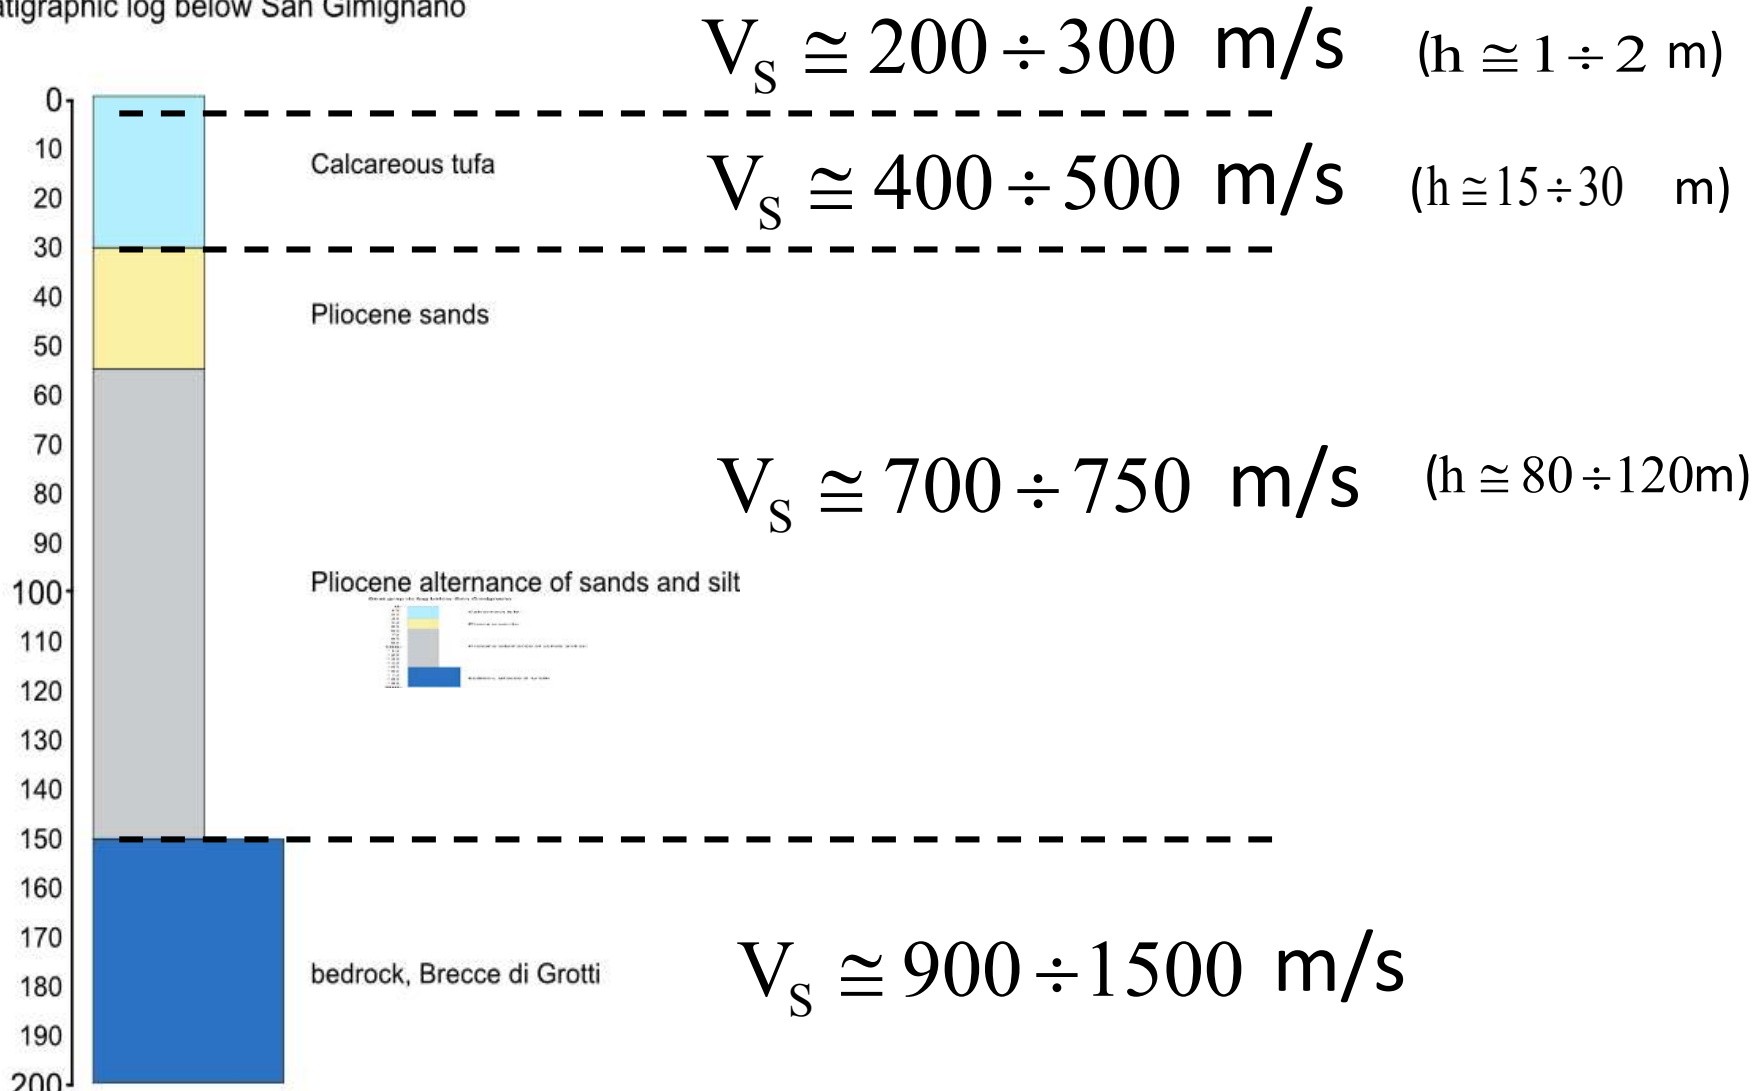 atigraphic log below San Gimignano
V_S ≅ 200 ÷ 300 m/s (h ≅ 1 ÷ 2 m)
0
10
Calcareous tufa
V_S ≅ 400 ÷ 500 m/s (h ≅ 15 ÷ 30 m)
20
30
40
Pliocene sands
50
60
70
V_S ≅ 700 ÷ 750 m/s (h ≅ 80 ÷ 120m)
80
90
Pliocene alternance of sands and silt
100
110
120
130
140
150
160
170
bedrock, Brecce di Grotti
V_S ≅ 900 ÷ 1500 m/s
180
190
200